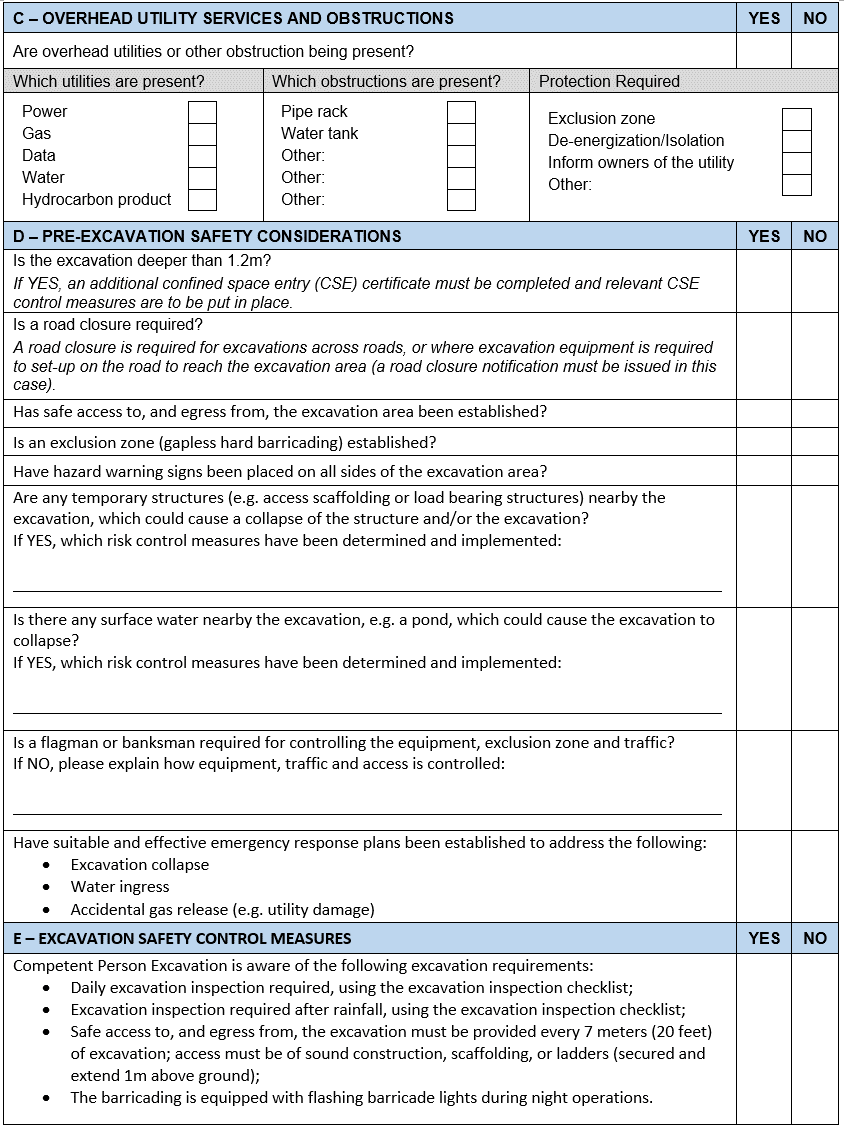 C – OVERHEAD UTILITY SERVICES AND OBSTRUCTIONS YES NO
Are overhead utilities or other obstruction being present?
Which utilities are present? Which obstructions are present? Protection Required
Power
Gas
Data
Water
Hydrocarbon product
Pipe rack
Water tank
Other:
Other:
Other:
Exclusion zone
De-energization/Isolation
Inform owners of the utility
Other:
D – PRE-EXCAVATION SAFETY CONSIDERATIONS YES NO
Is the excavation deeper than 1.2m?
If YES, an additional confined space entry (CSE) certificate must be completed and relevant CSE
control measures are to be put in place.
Is a road closure required?
A road closure is required for excavations across roads, or where excavation equipment is required
to set-up on the road to reach the excavation area (a road closure notification must be issued in this
case).
Has safe access to, and egress from, the excavation area been established?
Is an exclusion zone (gapless hard barricading) established?
Have hazard warning signs been placed on all sides of the excavation area?
Are any temporary structures (e.g. access scaffolding or load bearing structures) nearby the
excavation, which could cause a collapse of the structure and/or the excavation?
If YES, which risk control measures have been determined and implemented:
Is there any surface water nearby the excavation, e.g. a pond, which could cause the excavation to
collapse?
If YES, which risk control measures have been determined and implemented:
Is a flagman or banksman required for controlling the equipment, exclusion zone and traffic?
If NO, please explain how equipment, traffic and access is controlled:
Have suitable and effective emergency response plans been established to address the following:
• Excavation collapse
• Water ingress
• Accidental gas release (e.g. utility damage)
E – EXCAVATION SAFETY CONTROL MEASURES YES NO
Competent Person Excavation is aware of the following excavation requirements:
• Daily excavation inspection required, using the excavation inspection checklist;
• Excavation inspection required after rainfall, using the excavation inspection checklist;
• Safe access to, and egress from, the excavation must be provided every 7 meters (20 feet)
of excavation; access must be of sound construction, scaffolding, or ladders (secured and
extend 1m above ground);
• The barricading is equipped with flashing barricade lights during night operations.